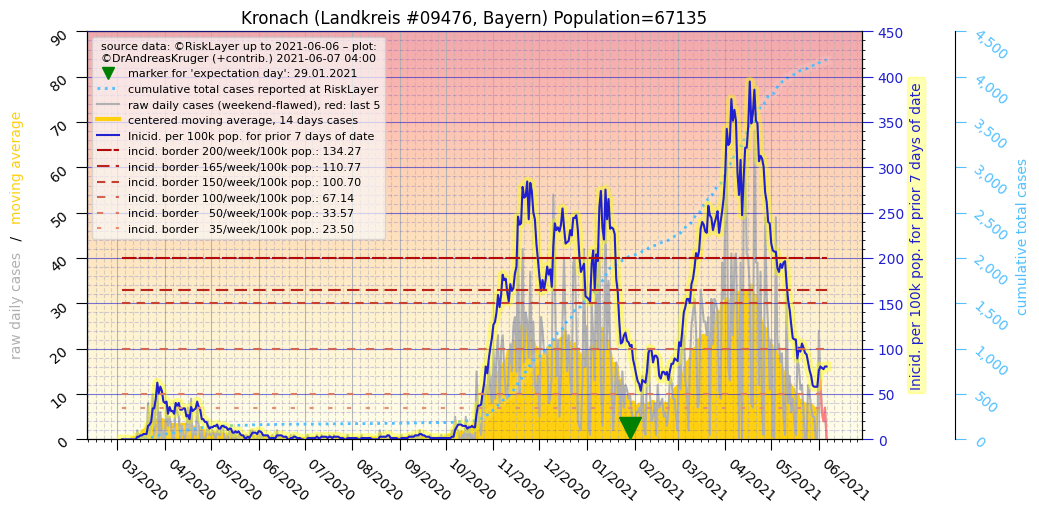 Kronach (Landkreis #09476, Bayern) Population=67135
source data: ©RiskLayer up to 2021-06-06 – plot:
©DrAndreasKruger (+contrib.) 2021-06-07 04:00
marker for 'expectation day': 29.01.2021
cumulative total cases reported at RiskLayer
raw daily cases (weekend-flawed), red: last 5
centered moving average, 14 days cases
Inicid. per 100k pop. for prior 7 days of date
incid. border 200/week/100k pop.: 134.27
incid. border 165/week/100k pop.: 110.77
incid. border 150/week/100k pop.: 100.70
incid. border 100/week/100k pop.: 67.14
incid. border   50/week/100k pop.: 33.57
incid. border   35/week/100k pop.: 23.50
raw daily cases / moving average
90
80
70
60
50
40
30
20
10
0
450
400
350
300
250
200
150
100
50
0
Inicid. per 100k pop. for prior 7 days of date
4,500
4,000
3,500
3,000
2,500
2,000
1,500
1,000
500
0
cumulative total cases
03/2020
04/2020
05/2020
06/2020
07/2020
08/2020
09/2020
10/2020
11/2020
12/2020
01/2021
02/2021
03/2021
04/2021
05/2021
06/2021